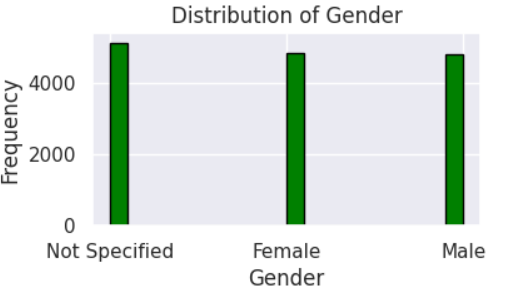 Distribution of Gender
Frequency
4000
2000
0
Not Specified
Female
Male
Gender